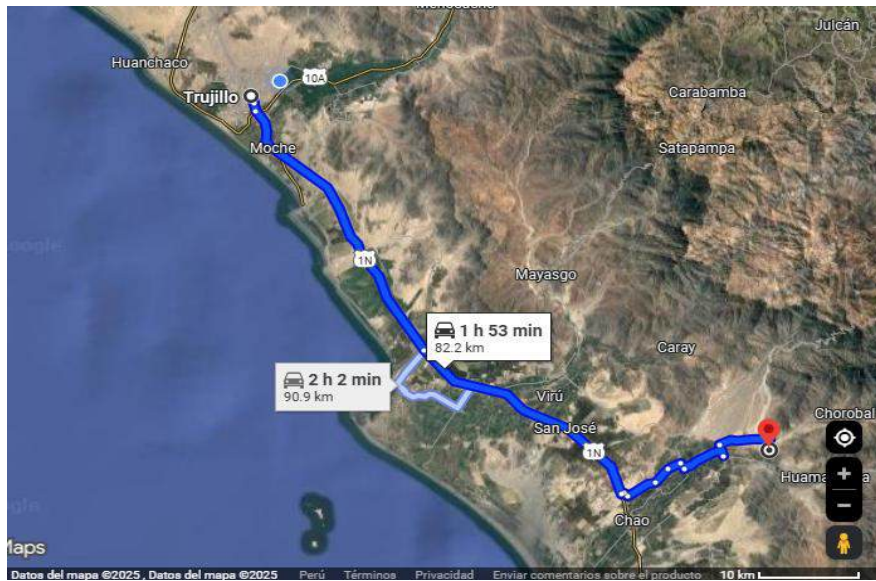 Julcán
Huanchaco
10A
Trujillo
Carabamba
Moche
Satapampa
1N
Mayasgo
1 h 53 min
82.2 km
Caray
2 h 2 min
90.9 km
Virú
Chorobal
San José
1N
Chao
Maps
Datos del mapa ©2025 , Datos del mapa ©2025 Perú Términos Privacidad Enviar comentarios sobre el producto 10 km